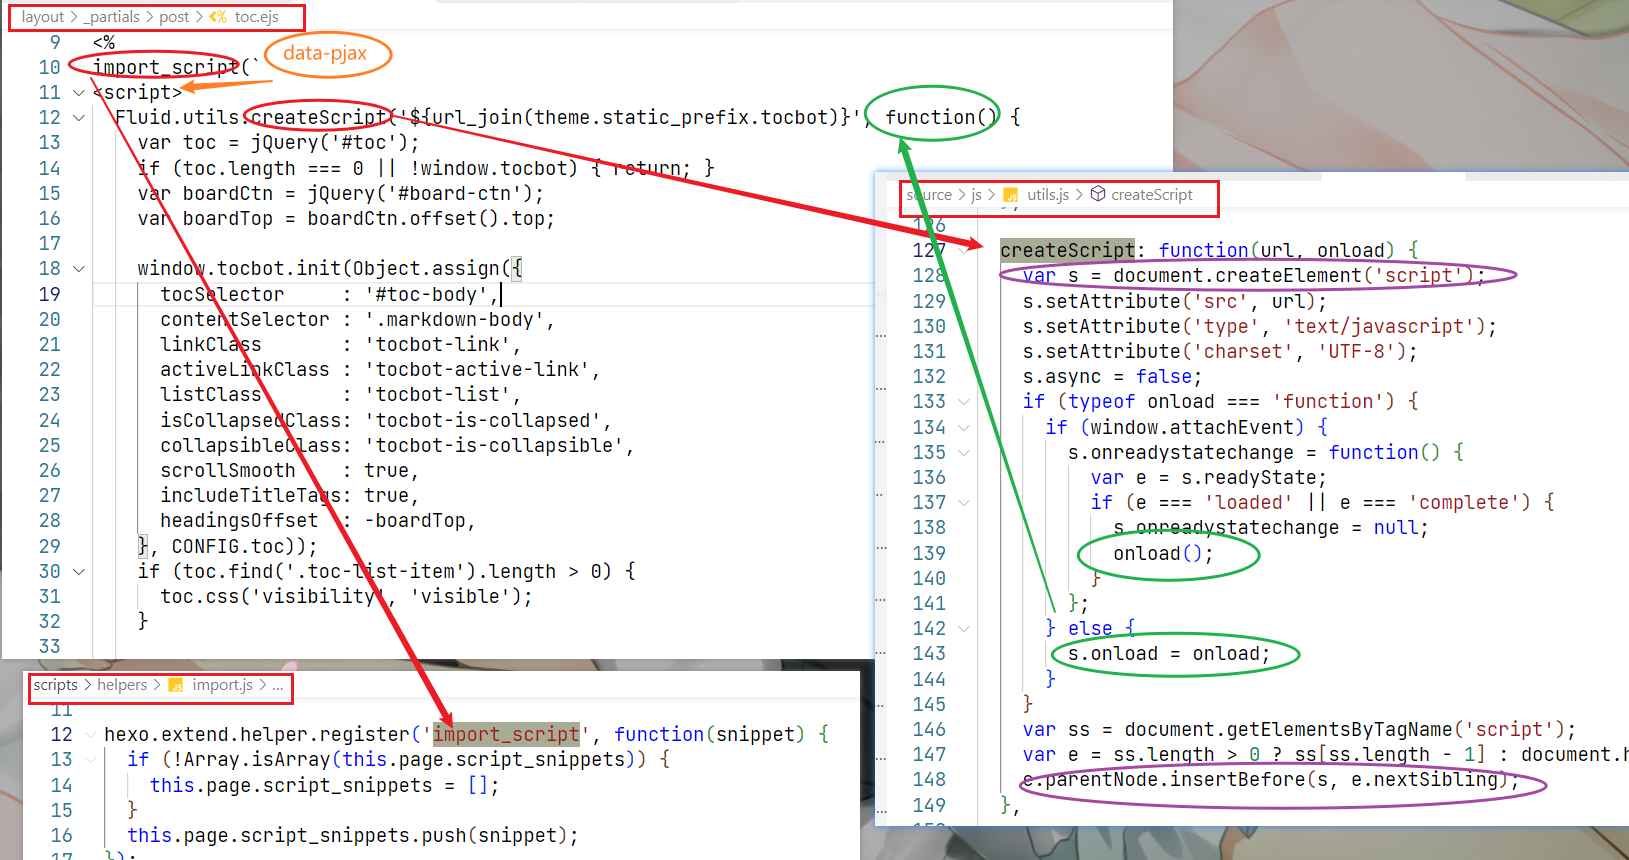 layout > _partials > post > toc.ejs
9 <%
data-pjax
10 import_script(`
11 <script>
12 Fluid.utils.createScript('${url_join(theme.static_prefix.tocbot)}', function() {
13 var toc = jQuery('#toc');
14 if (toc.length === 0 || !window.tocbot) { return; }
15 var boardCtn = jQuery('#board-ctn');
16 var boardTop = boardCtn.offset().top;
17
18 window.tocbot.init(Object.assign({
19 tocSelector : '#toc-body',
20 contentSelector : '.markdown-body',
21 linkClass : 'tocbot-link',
22 activeLinkClass : 'tocbot-active-link',
23 listClass : 'tocbot-list',
24 isCollapsedClass: 'tocbot-is-collapsed',
25 collapsibleClass: 'tocbot-is-collapsible',
26 scrollSmooth : true,
27 includeTitleTags: true,
28 headingsOffset : -boardTop,
29 }, CONFIG.toc));
30 if (toc.find('.toc-list-item').length > 0) {
31 toc.css('visibility', 'visible');
32 }
33
source > js > JS utils.js > createScript
126 },
127 createScript: function(url, onload) {
128 var s = document.createElement('script');
129 s.setAttribute('src', url);
130 s.setAttribute('type', 'text/javascript');
131 s.setAttribute('charset', 'UTF-8');
132 s.async = false;
133 if (typeof onload === 'function') {
134 if (window.attachEvent) {
135 s.onreadystatechange = function() {
136 var e = s.readyState;
137 if (e === 'loaded' || e === 'complete') {
138 s.onreadystatechange = null;
139 onload();
140 }
141 };
142 } else {
143 s.onload = onload;
144 }
145 }
146 var ss = document.getElementsByTagName('script');
147 var e = ss.length > 0 ? ss[ss.length - 1] : document.h
148 e.parentNode.insertBefore(s, e.nextSibling);
149 },
scripts > helpers > JS import.js > ...
11
12 hexo.extend.helper.register('import_script', function(snippet) {
13 if (!Array.isArray(this.page.script_snippets)) {
14 this.page.script_snippets = [];
15 }
16 this.page.script_snippets.push(snippet);
17 });